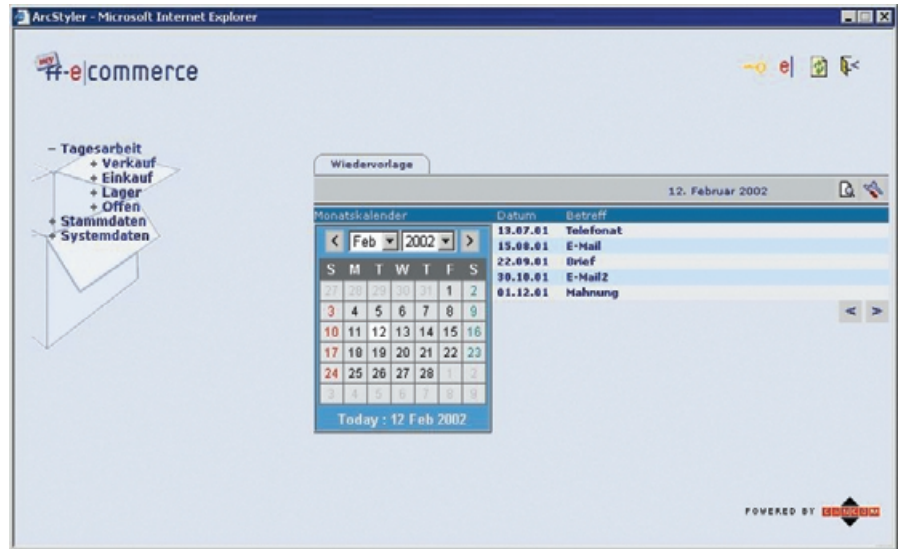 ArcStyler - Microsoft Internet Explorer
my
ff-e|commerce
e|
– Tagesarbeit
+ Verkauf
+ Einkauf
+ Lager
+ Offen
+ Stammdaten
+ Systemdaten
Wiedervorlage
12. Februar 2002
Monatskalender
Datum Betreff
< Feb 2002 >
13.07.01 Telefonat
15.08.01 E-Mail
22.09.01 Brief
30.10.01 E-Mail2
01.12.01 Mahnung
< >
S M T W T F S
27 28 29 30 31 1 2
3 4 5 6 7 8 9
10 11 12 13 14 15 16
17 18 19 20 21 22 23
24 25 26 27 28 1 2
3 4 5 6 7 8 9
Today : 12 Feb 2002
POWERED BY